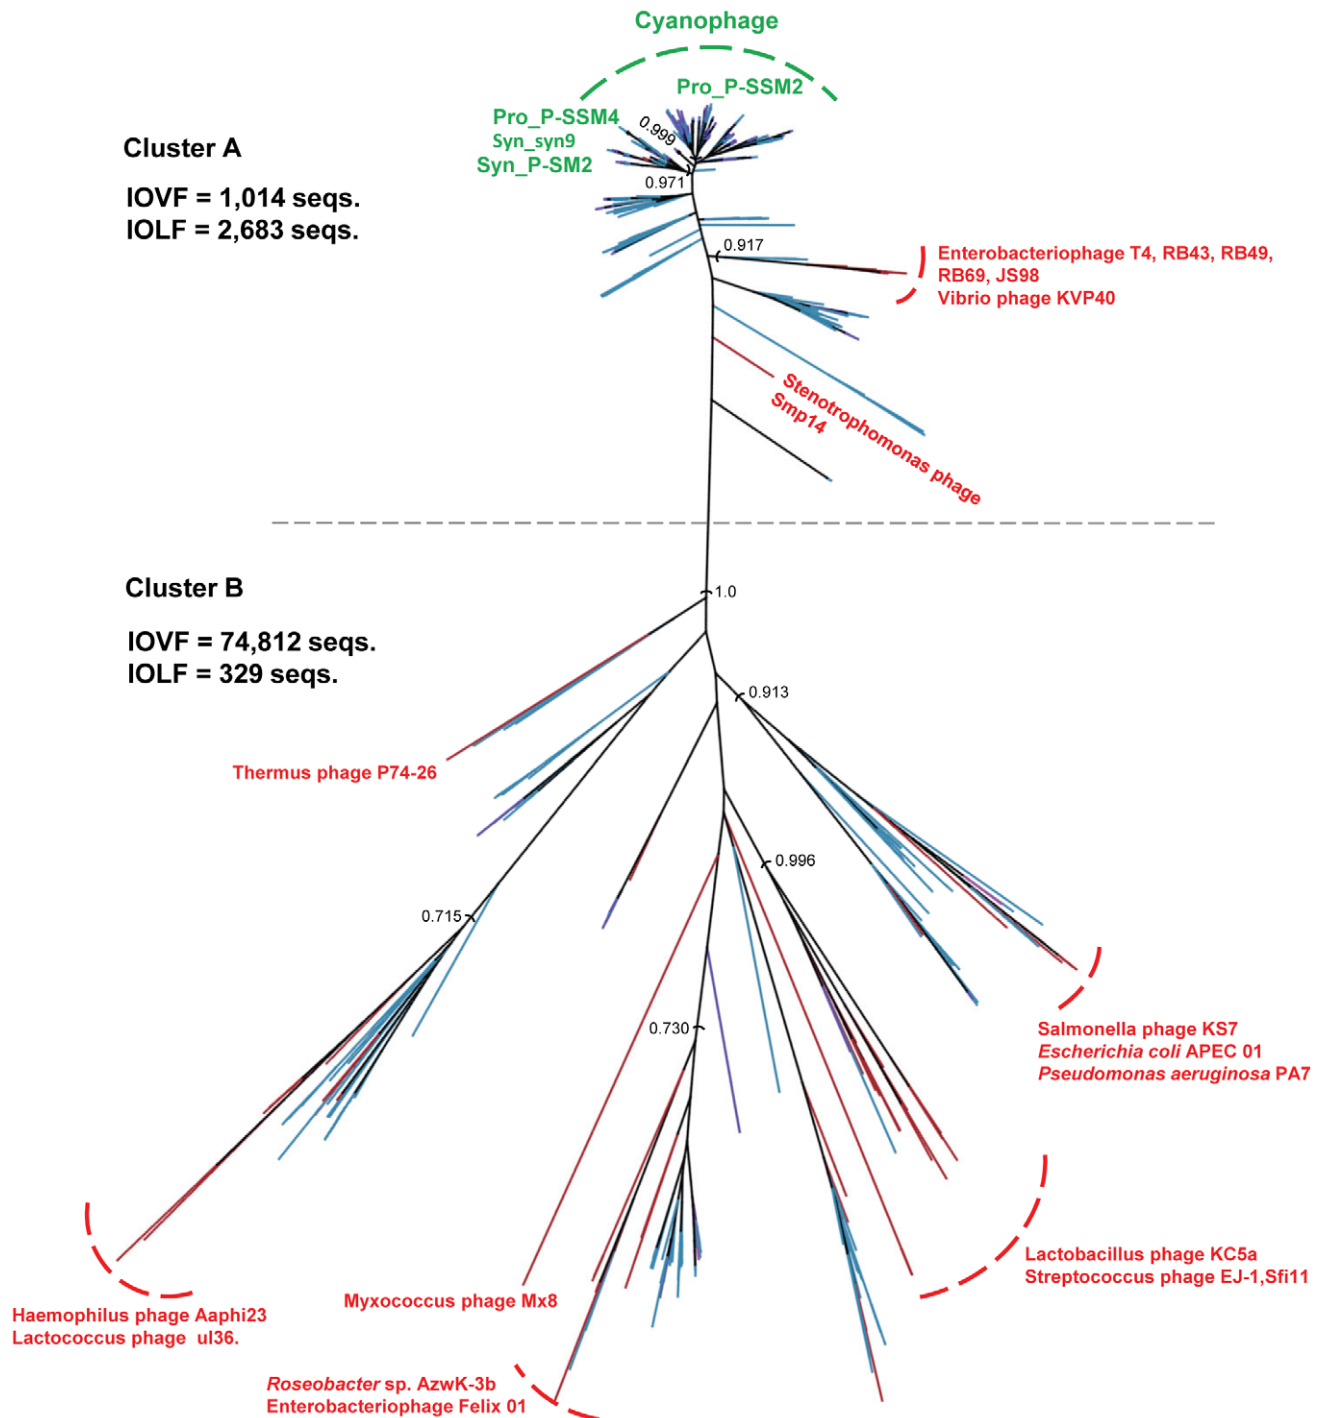 Cyanophage
Pro_P-SSM2
Pro_P-SSM4
Syn_syn9
Syn_P-SM2
0.999
0.971
Cluster A
IOVF = 1,014 seqs.
IOLF = 2,683 seqs.
0.917
Enterobacteriophage T4, RB43, RB49,
RB69, JS98
Vibrio phage KVP40
Stenotrophomonas phage
Smp14
Cluster B
IOVF = 74,812 seqs.
IOLF = 329 seqs.
1.0
0.913
Thermus phage P74-26
0.996
0.715
0.730
Salmonella phage KS7
Escherichia coli APEC 01
Pseudomonas aeruginosa PA7
Lactobacillus phage KC5a
Streptococcus phage EJ-1,Sfi11
Myxococcus phage Mx8
Haemophilus phage Aaphi23
Lactococcus phage ul36.
Roseobacter sp. AzwK-3b
Enterobacteriophage Felix 01